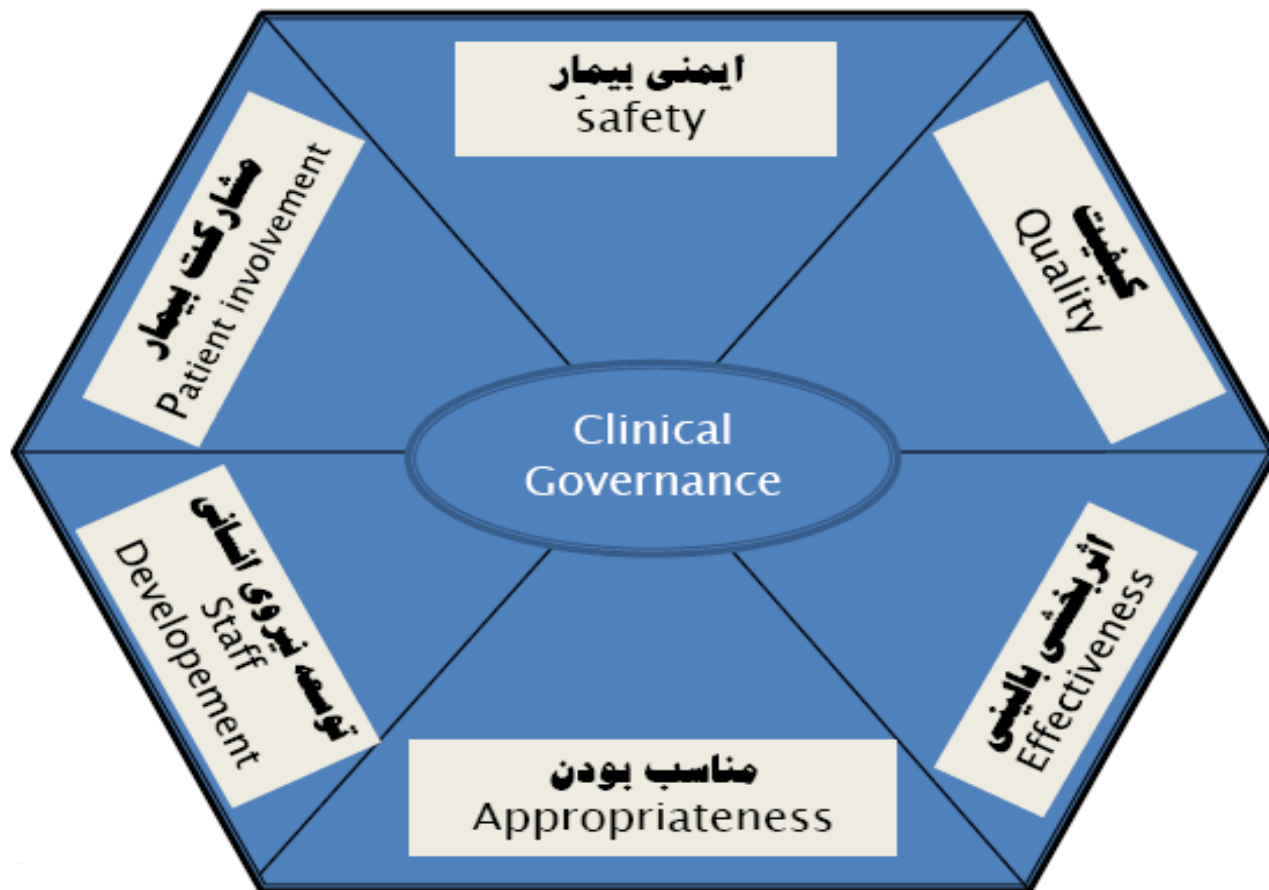 ایمنی بیمار
safety
کیفیت
Quality
مشارکت بیمار
Patient involvement
Clinical
Governance
توسعه نیروی انسانی
Staff
Developement
اثربخشی بالینی
Effectiveness
مناسب بودن
Appropriateness